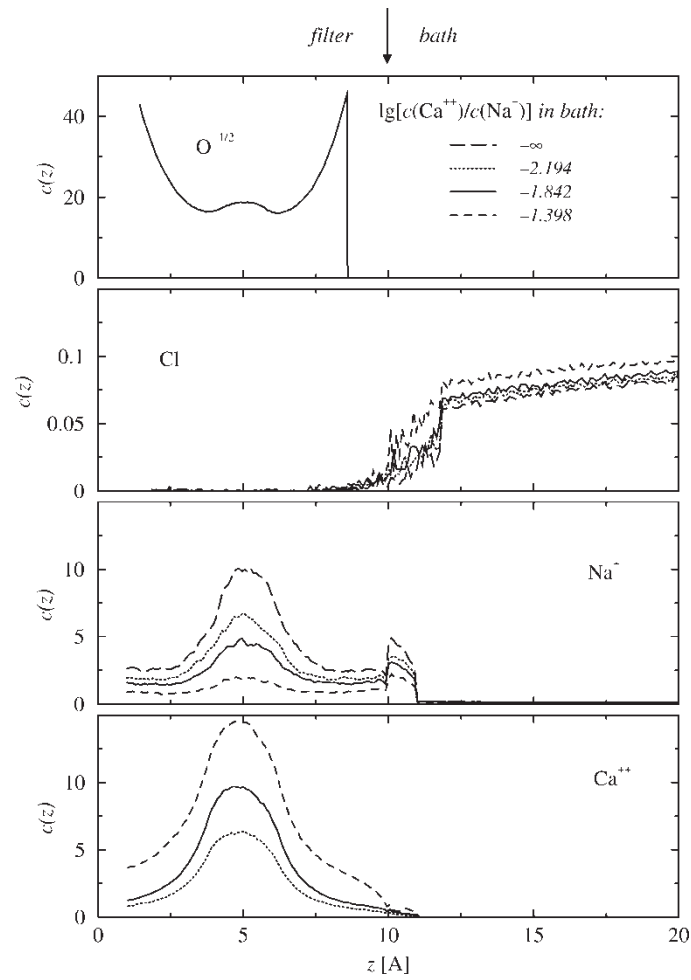 filter bath
40
20
0
c(z)
O 1/2
lg[c(Ca++)/c(Na-)] in bath:
–∞
–2.194
–1.842
–1.398
0.1
0.05
0
c(z)
Cl
10
5
0
c(z)
Na-
10
5
0
c(z)
Ca++
0 5 10 15 20
z [A]